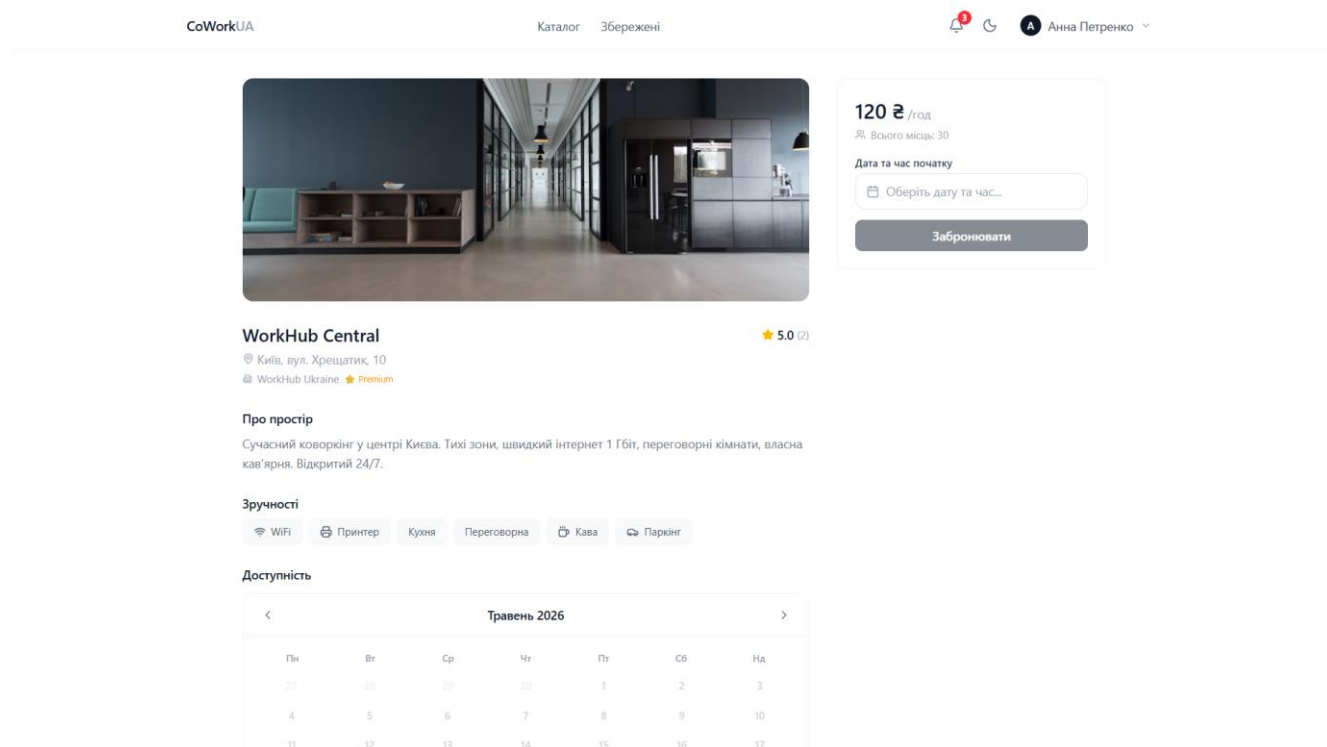 CoWorkUA
Каталог Збережені
3
А Анна Петренко
120 ₴ /год
Всього місць: 30
Дата та час початку
Оберіть дату та час...
Забронювати
WorkHub Central
5.0 (2)
Київ, вул. Хрещатик, 10
WorkHub Ukraine Premium
Про простір
Сучасний коворкінг у центрі Києва. Тихі зони, швидкий інтернет 1 Гбіт, переговорні кімнати, власна
кав'ярня. Відкритий 24/7.
Зручності
WiFi Принтер Кухня Переговорна Кава Паркінг
Доступність
Травень 2026
Пн Вт Ср Чт Пт Сб Нд
27 28 29 30 1 2 3
4 5 6 7 8 9 10
11 12 13 14 15 16 17